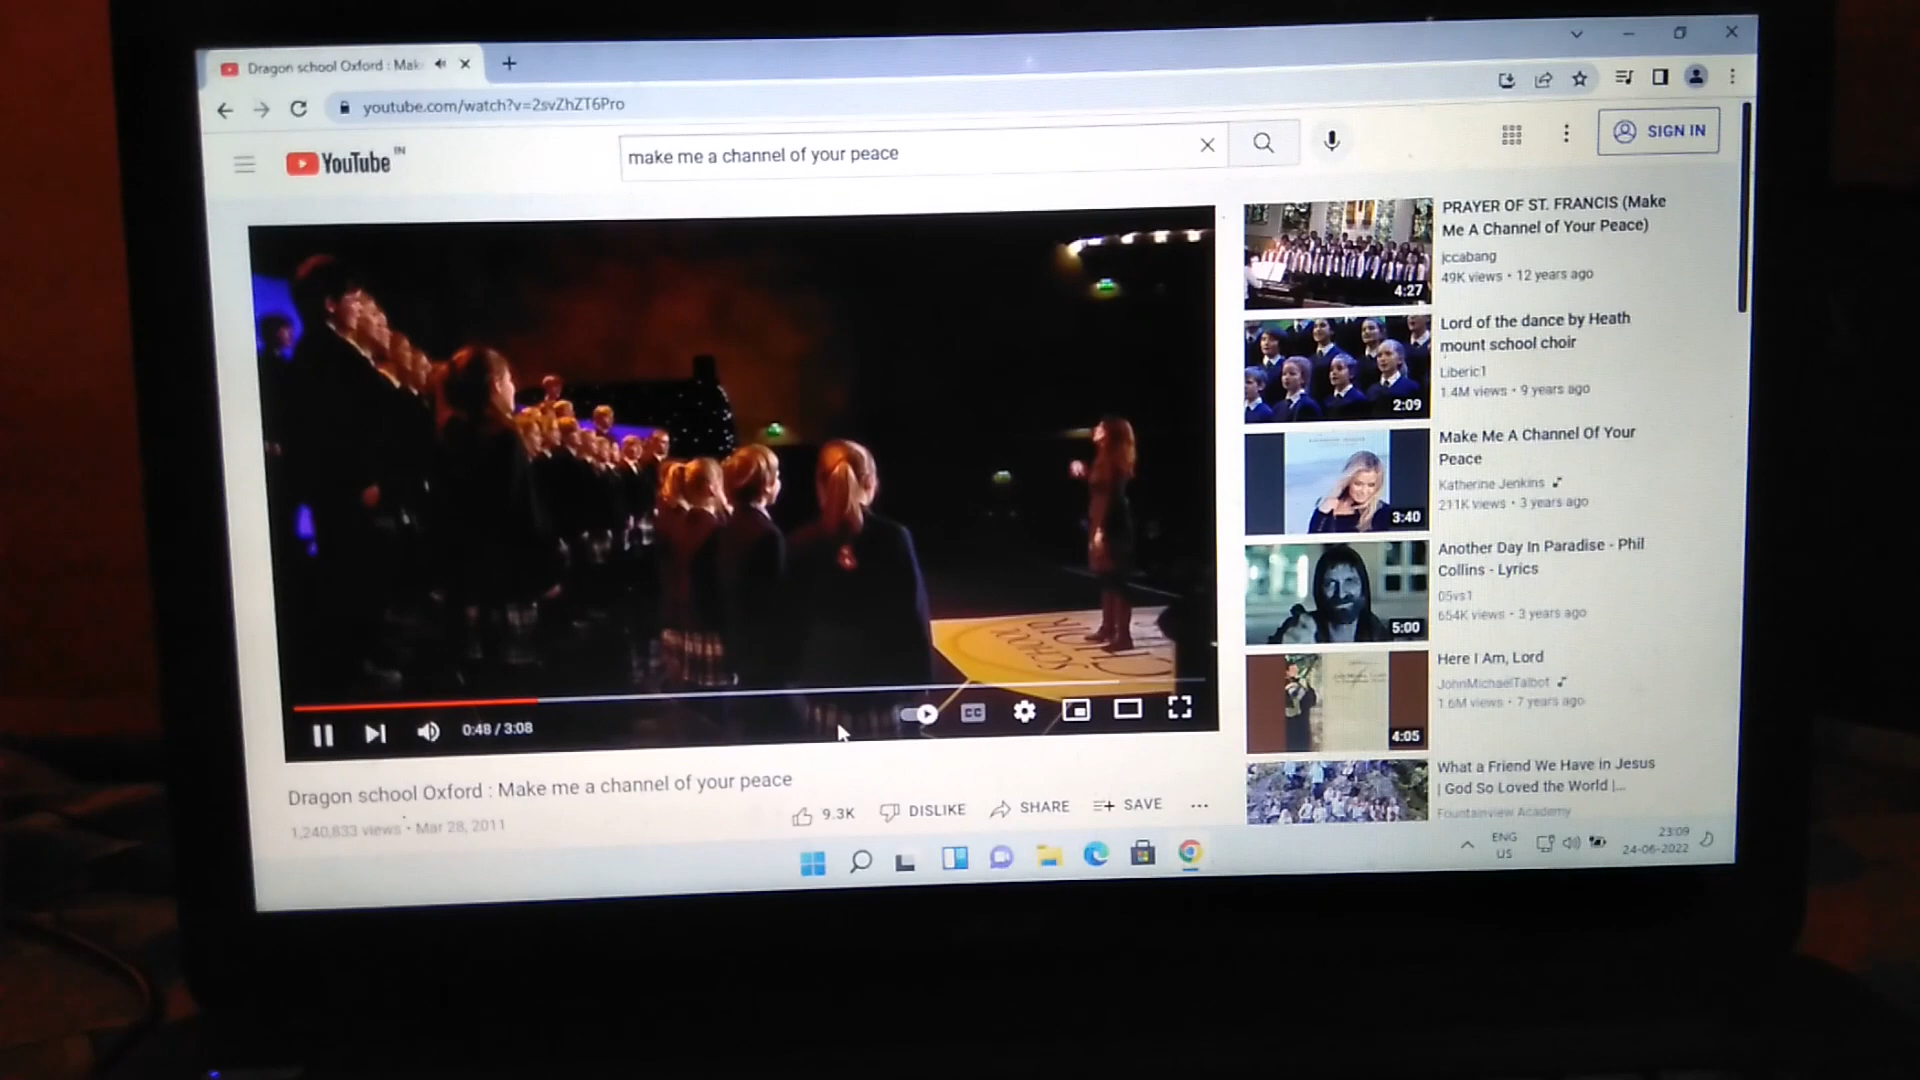 Dragon school Oxford : Mak
youtube.com/watch?v=2svZhZT6Pro
YouTube IN
make me a channel of your peace
SIGN IN
SCHOOL
CHOIR
0:48 / 3:08
CC
Dragon school Oxford : Make me a channel of your peace
1,240,833 views • Mar 28, 2011
9.3K
DISLIKE
SHARE
SAVE
4:27
PRAYER OF ST. FRANCIS (Make
Me A Channel of Your Peace)
jccabang
49K views • 12 years ago
2:09
Lord of the dance by Heath
mount school choir
Liberic1
1.4M views • 9 years ago
3:40
Make Me A Channel Of Your
Peace
Katherine Jenkins
211K views • 3 years ago
5:00
Another Day In Paradise - Phil
Collins - Lyrics
05vs1
654K views • 3 years ago
4:05
Here I Am, Lord
JohnMichaelTalbot
1.6M views • 7 years ago
What a Friend We Have in Jesus
| God So Loved the World |...
Fountainview Academy
ENG
US
23:09
24-06-2022